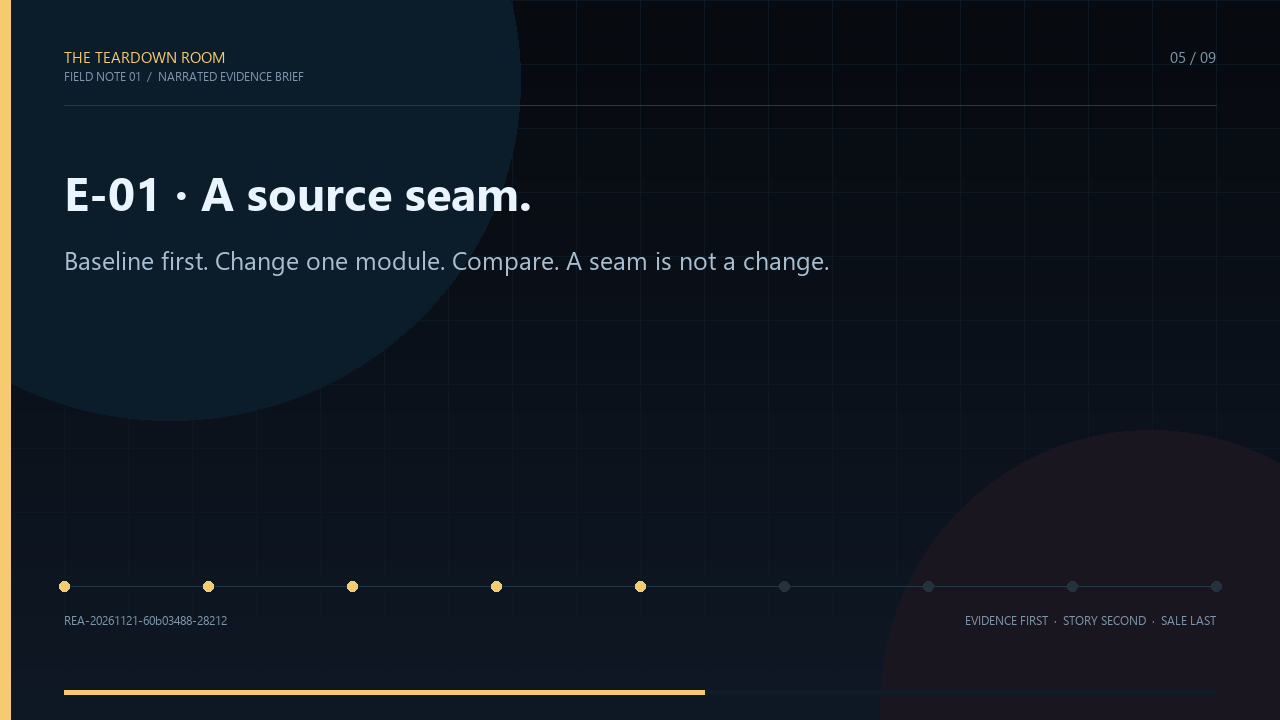 THE TEARDOWN ROOM
FIELD NOTE 01 / NARRATED EVIDENCE BRIEF
05 / 09
E-01 · A source seam.
Baseline first. Change one module. Compare. A seam is not a change.
REA-20261121-60b03488-28212
EVIDENCE FIRST · STORY SECOND · SALE LAST